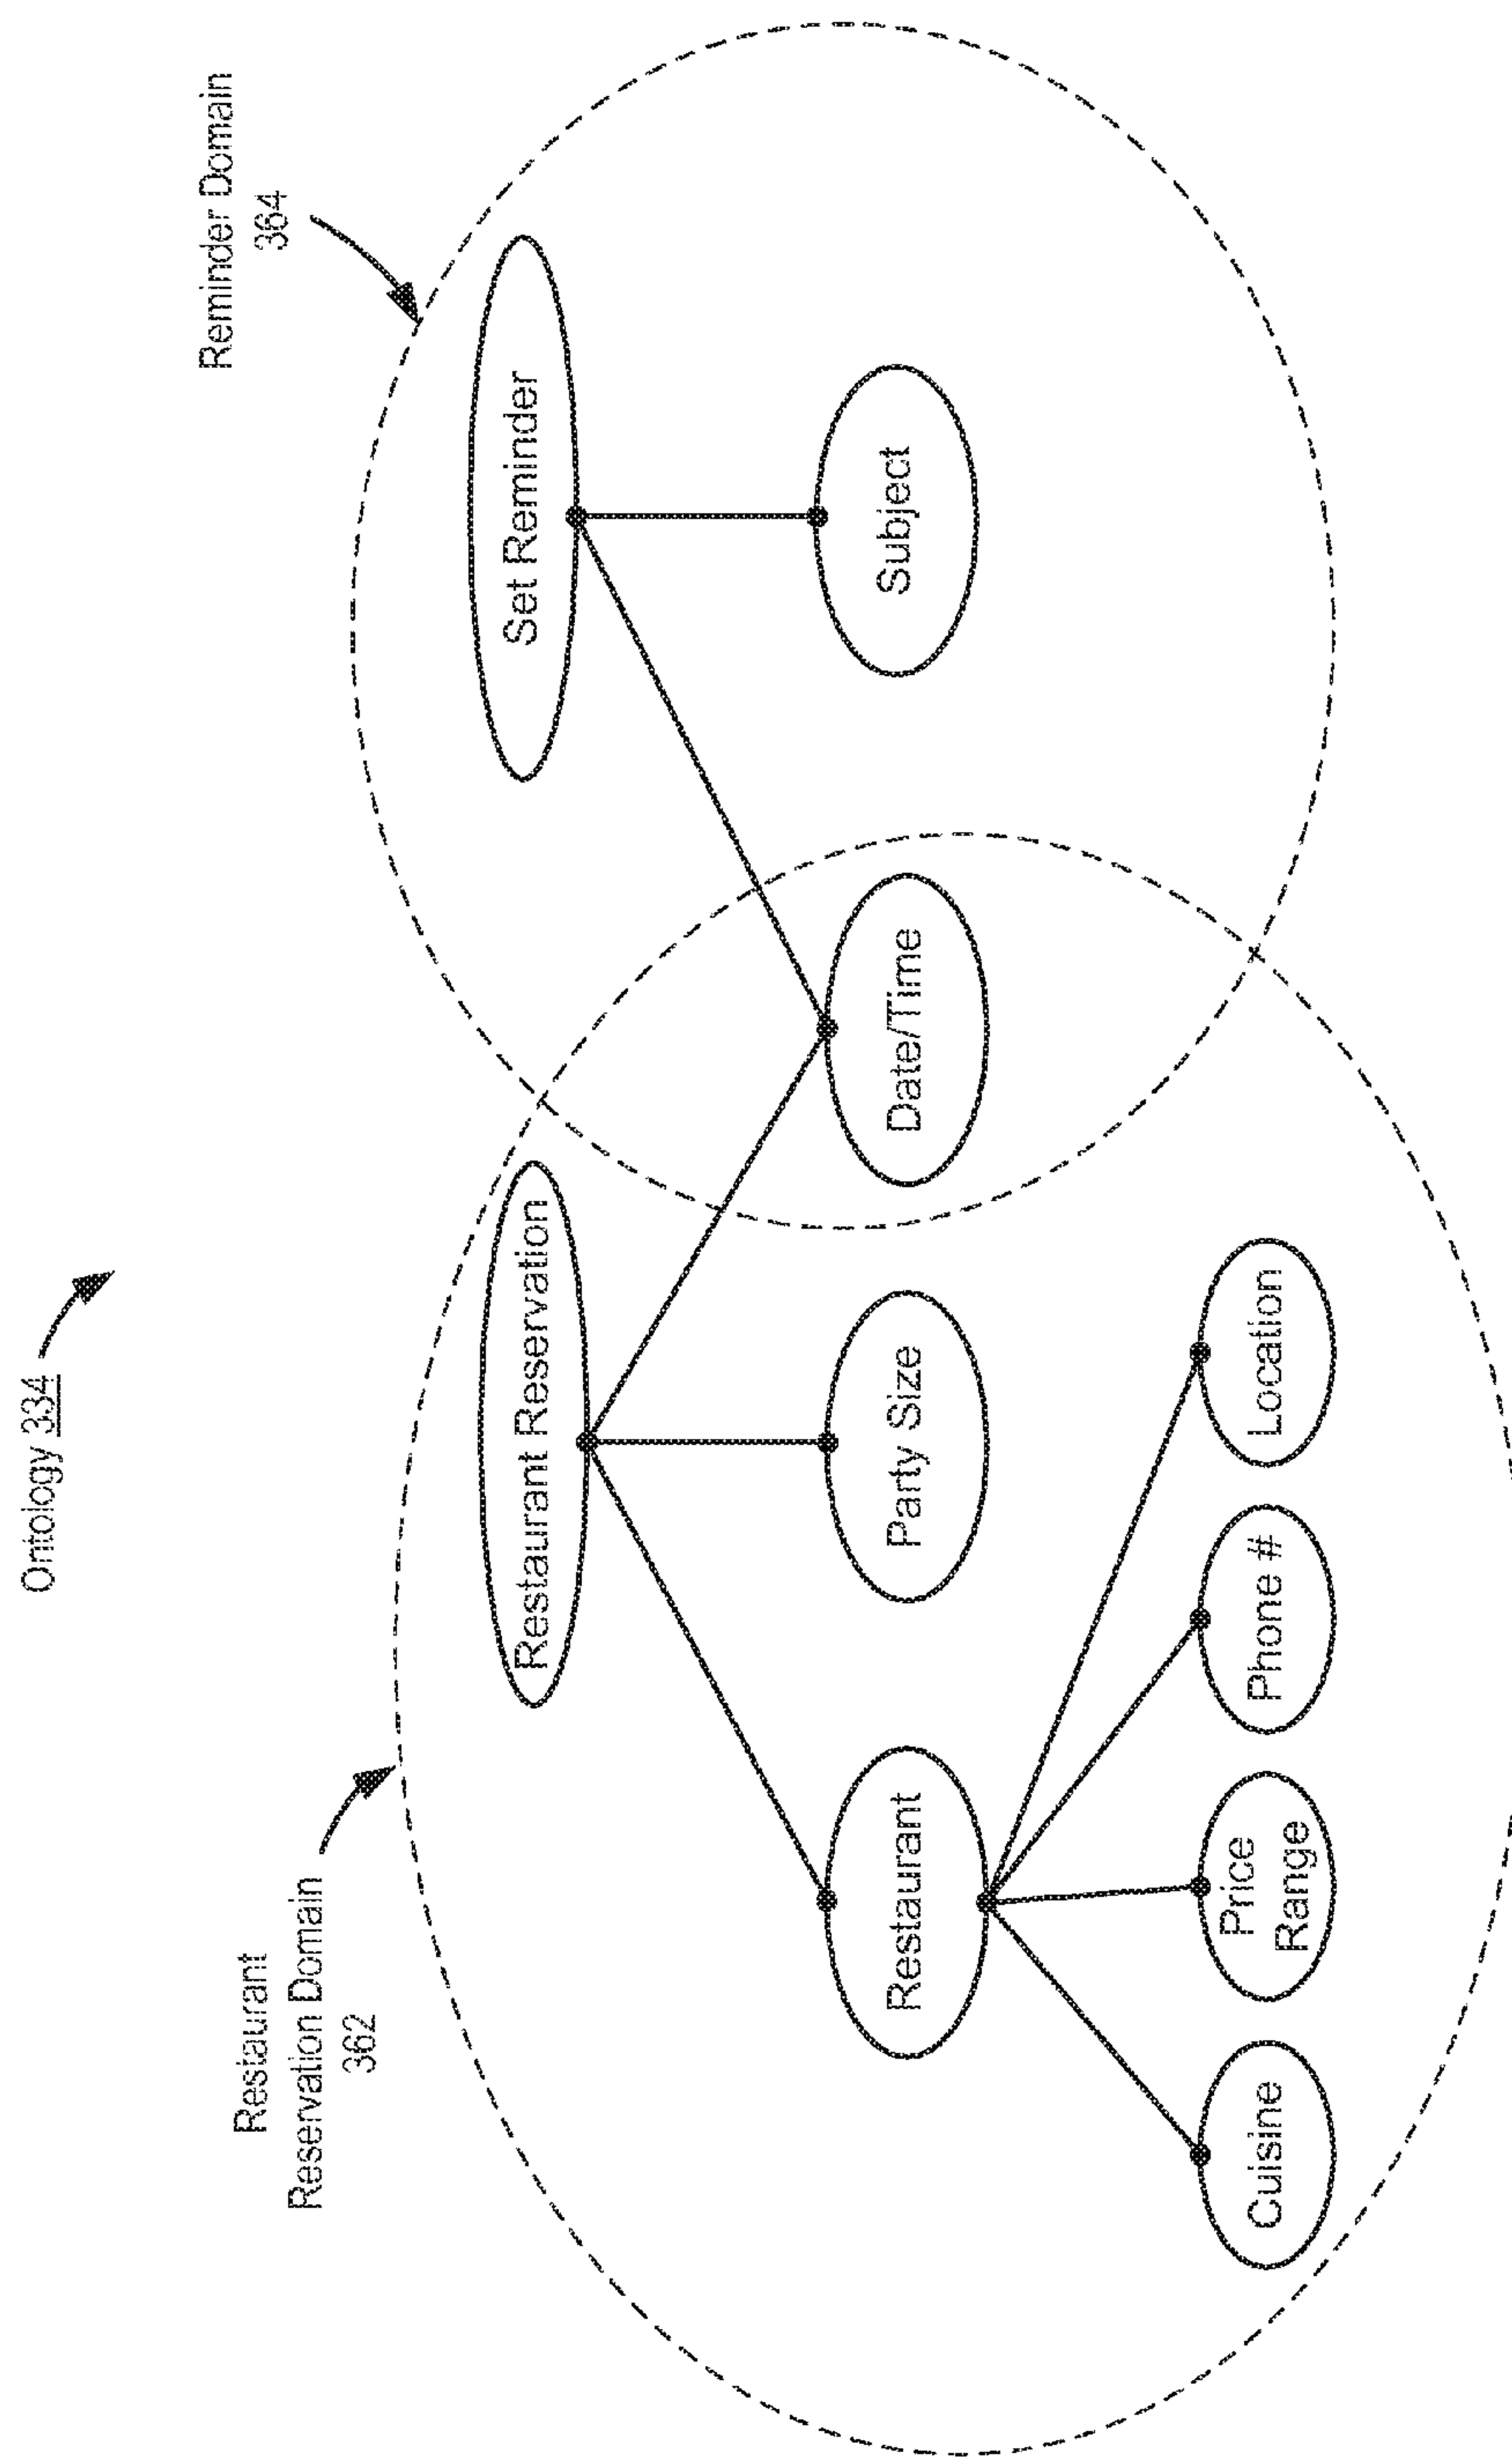 Ontology 334
Restaurant
Reservation Domain
362
Reminder Domain
364
Restaurant Reservation
Set Reminder
Restaurant
Party Size
Date/Time
Subject
Cuisine
Price
Range
Phone #
Location